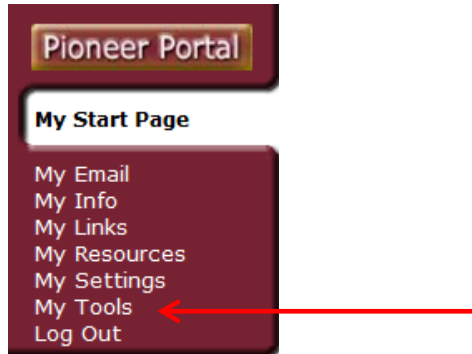 Pioneer Portal
My Start Page
My Email
My Info
My Links
My Resources
My Settings
My Tools
Log Out